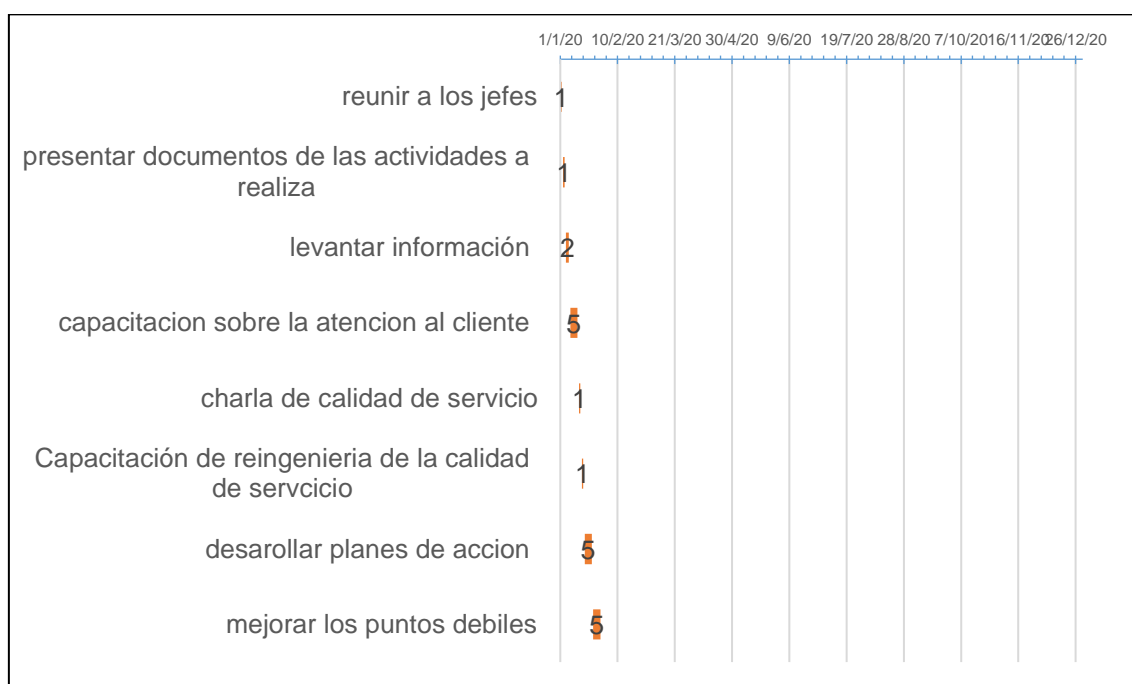 1/1/20 10/2/20 21/3/20 30/4/20 9/6/20 19/7/20 28/8/20 7/10/20 16/11/20 26/12/20
reunir a los jefes 1
presentar documentos de las actividades a
realiza 1
levantar información 2
capacitacion sobre la atencion al cliente 5
charla de calidad de servicio 1
Capacitación de reingenieria de la calidad
de servcicio 1
desarollar planes de accion 5
mejorar los puntos debiles 5